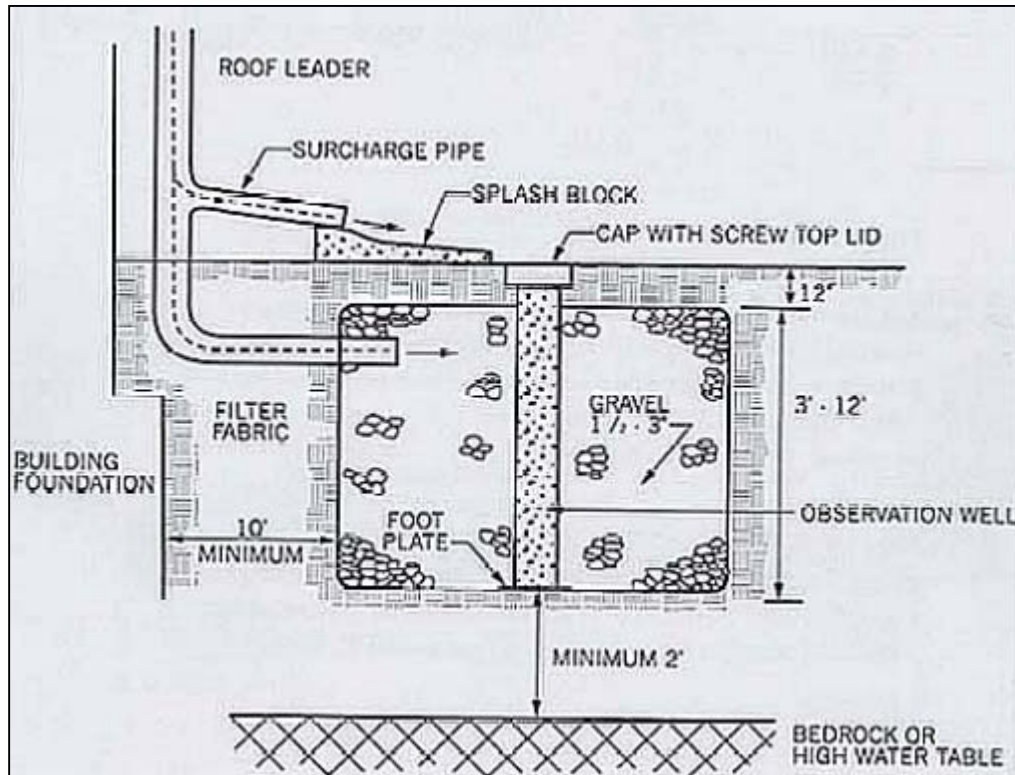 ROOF LEADER
SURCHARGE PIPE
SPLASH BLOCK
CAP WITH SCREW TOP LID
12"
FILTER
FABRIC
GRAVEL
1 1/2 - 3"
3' - 12'
BUILDING
FOUNDATION
10'
MINIMUM
FOOT
PLATE
OBSERVATION WELL
MINIMUM 2'
BEDROCK OR
HIGH WATER TABLE